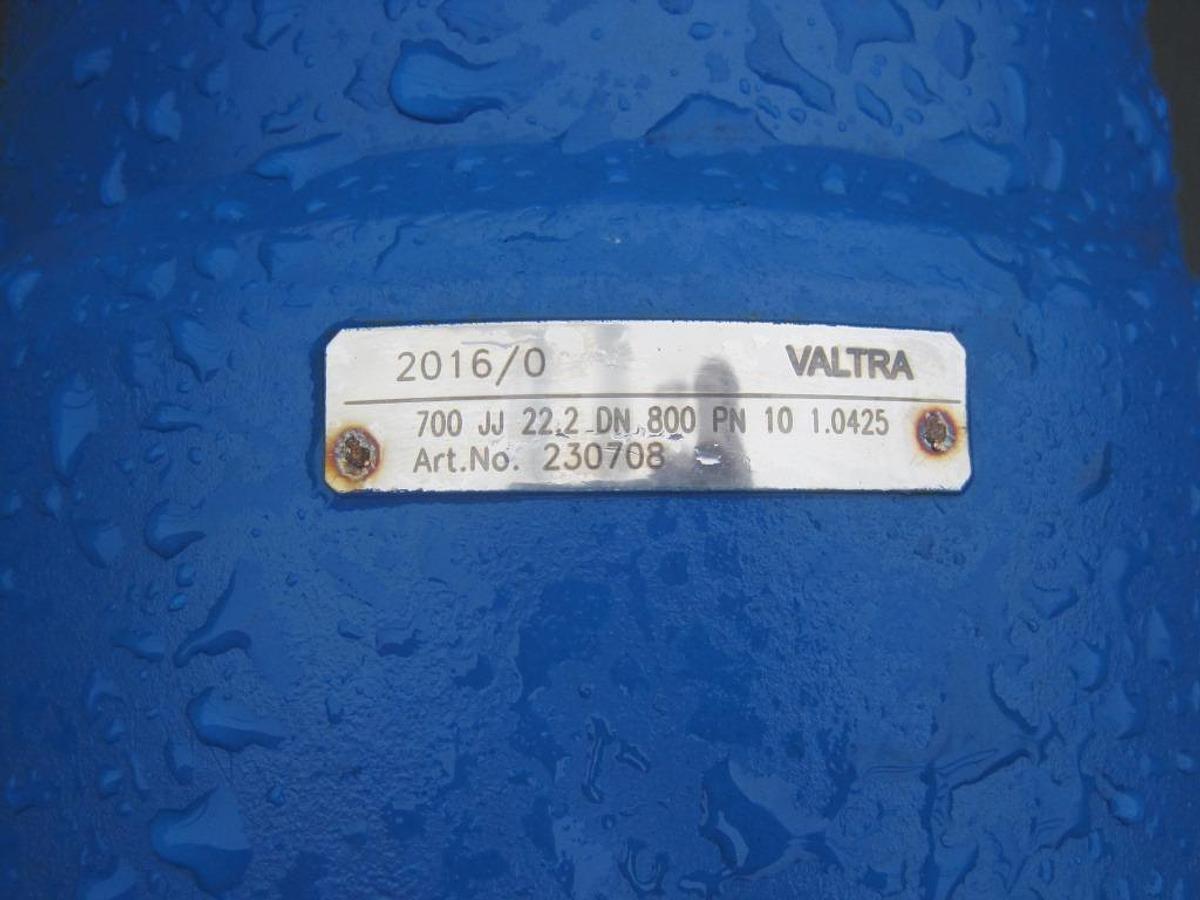 2016/0 VALTRA
700 JJ 22.2 DN 800 PN 10 1.0425
Art.No. 230708